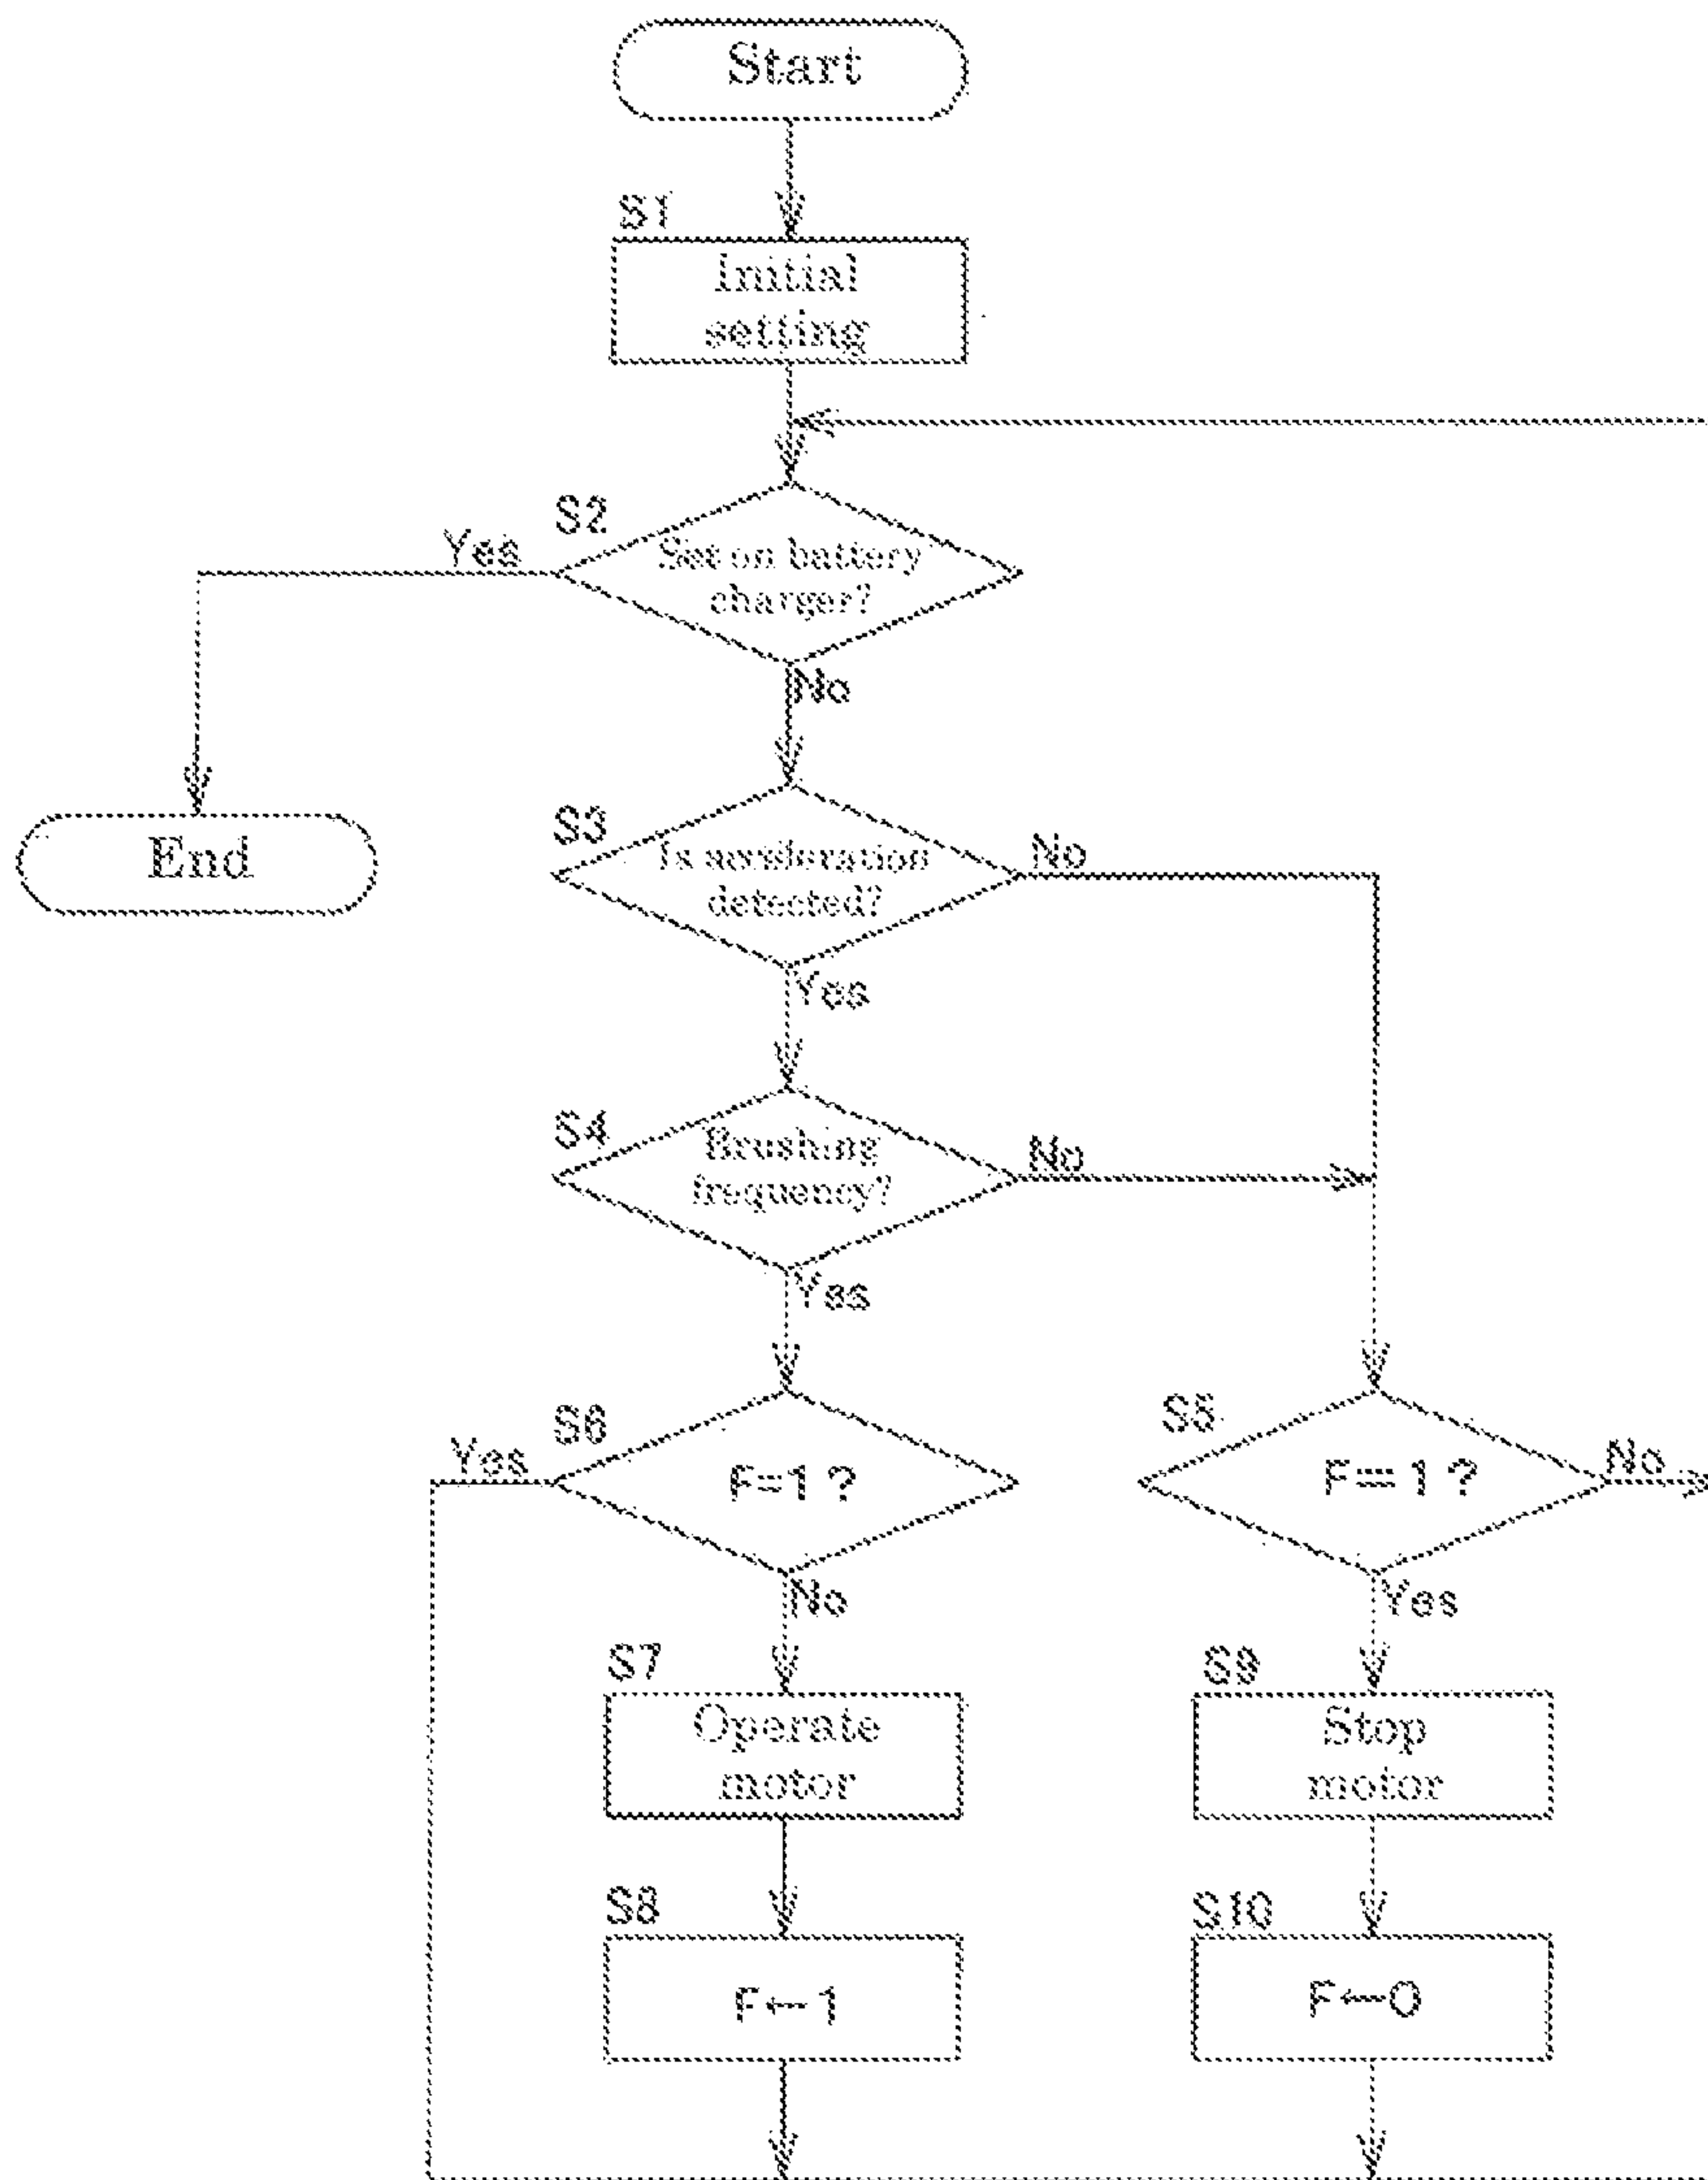 Start
S1
Initial
setting
S2
Yes
Set on battery
charger?
No
End
S3
Is accideration
detected?
No
Yes
S4
Brushing
frequency?
No
Yes
S6
Yes
F=1?
No
S5
F=1?
No
Yes
S7
Operate
motor
S9
Stop
motor
S8
F←1
S10
F←0